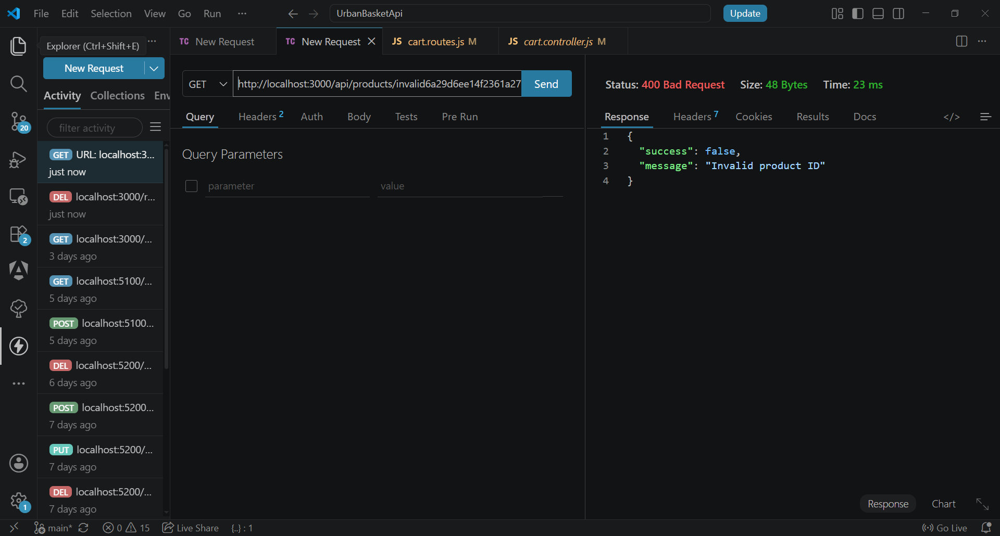 File Edit Selection View Go Run ··· UrbanBasketApi Update
Explorer (Ctrl+Shift+E) ···
TC New Request
TC New Request
JS cart.routes.js M
JS cart.controller.js M
New Request
Activity Collections Env
filter activity
GET URL: localhost:3...
just now
DEL localhost:3000/r...
just now
GET localhost:3000/...
3 days ago
GET localhost:5100/...
5 days ago
POST localhost:5100...
5 days ago
DEL localhost:5200/...
6 days ago
POST localhost:5200...
7 days ago
PUT localhost:5200/...
7 days ago
DEL localhost:5200/...
7 days ago
20
2
1
GET http://localhost:3000/api/products/invalid6a29d6ee14f2361a27 Send
Query Headers 2 Auth Body Tests Pre Run
Query Parameters
parameter value
Status: 400 Bad Request Size: 48 Bytes Time: 23 ms
Response Headers 7 Cookies Results Docs </>
1 {
2 "success": false,
3 "message": "Invalid product ID"
4 }
Response Chart
main* 0 15 Live Share {..} : 1 Go Live